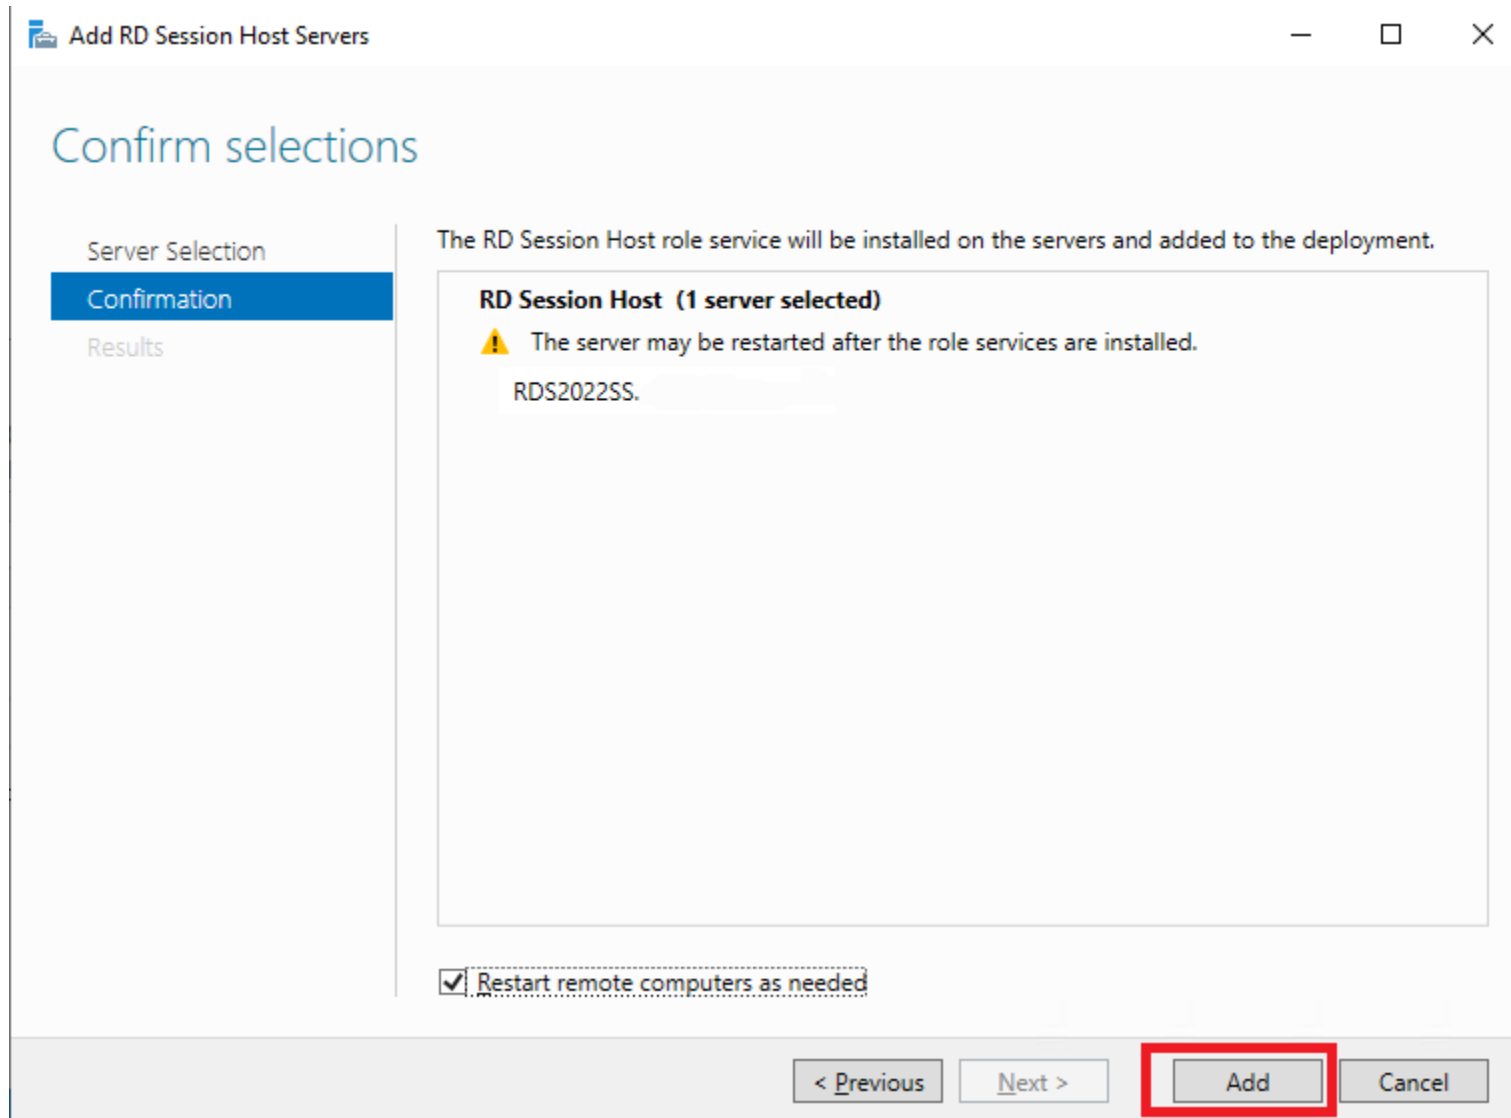 Add RD Session Host Servers
Confirm selections
Server Selection
Confirmation
Results
The RD Session Host role service will be installed on the servers and added to the deployment.
RD Session Host (1 server selected)
The server may be restarted after the role services are installed.
RDS2022SS.
Restart remote computers as needed
< Previous
Next >
Add
Cancel